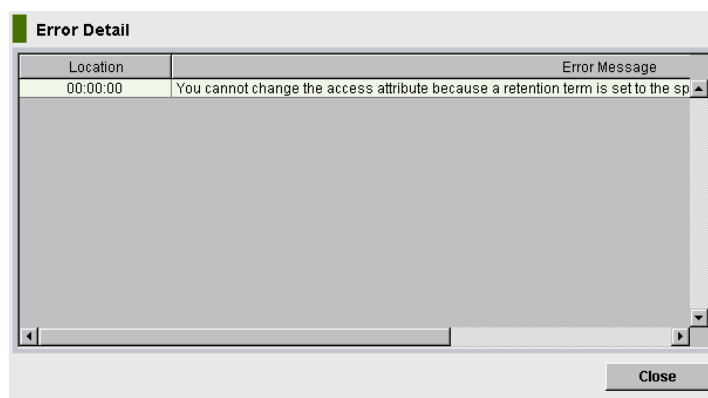 Error Detail
Location Error Message
00:00:00 You cannot change the access attribute because a retention term is set to the sp
Close